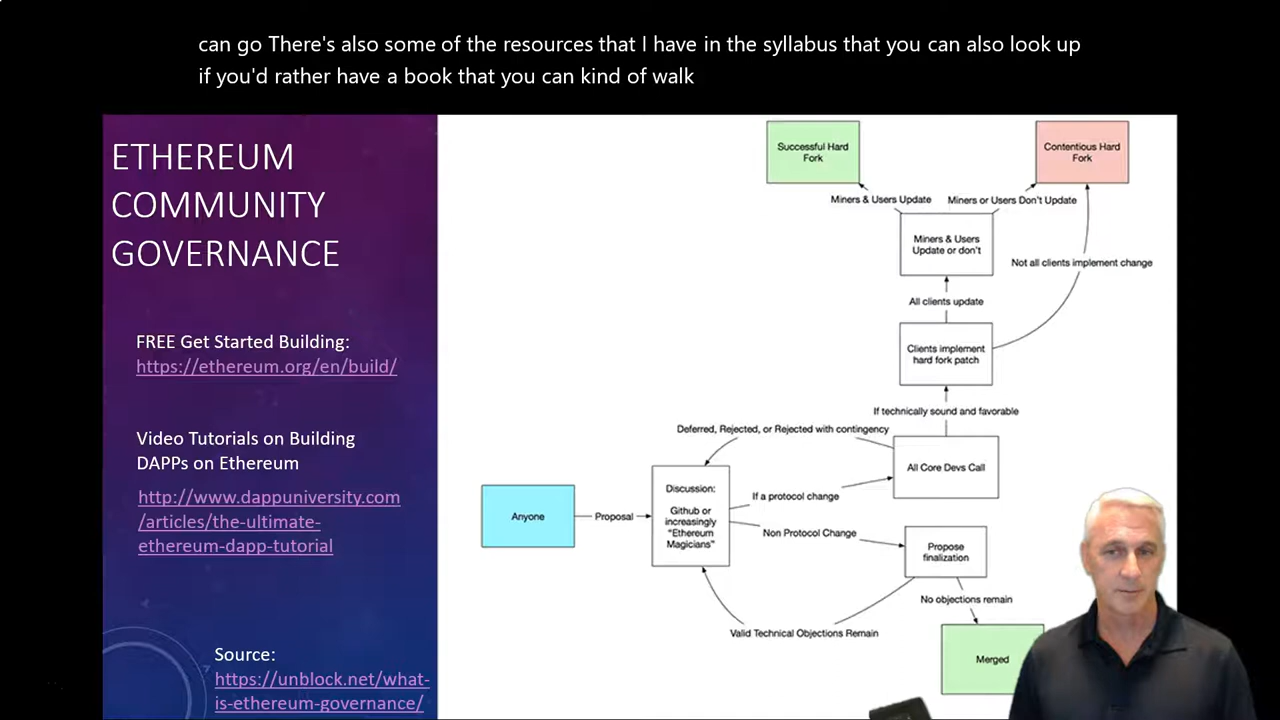 can go There's also some of the resources that I have in the syllabus that you can also look up
if you'd rather have a book that you can kind of walk
ETHEREUM
COMMUNITY
GOVERNANCE
FREE Get Started Building:
https://ethereum.org/en/build/
Video Tutorials on Building
DAPPs on Ethereum
http://www.dappuniversity.com
/articles/the-ultimate-
ethereum-dapp-tutorial
Source:
https://unblock.net/what-
is-ethereum-governance/
Successful Hard
Fork
Contentious Hard
Fork
Miners & Users Update
Miners or Users Don't Update
Miners & Users
Update or don't
Not all clients implement change
All clients update
Clients implement
hard fork patch
If technically sound and favorable
Deferred, Rejected, or Rejected with contingency
All Core Devs Call
Discussion:
Github or
increasingly
"Ethereum
Magicians"
If a protocol change
Anyone
Proposal
Non Protocol Change
Propose
finalization
No objections remain
Valid Technical Objections Remain
Merged